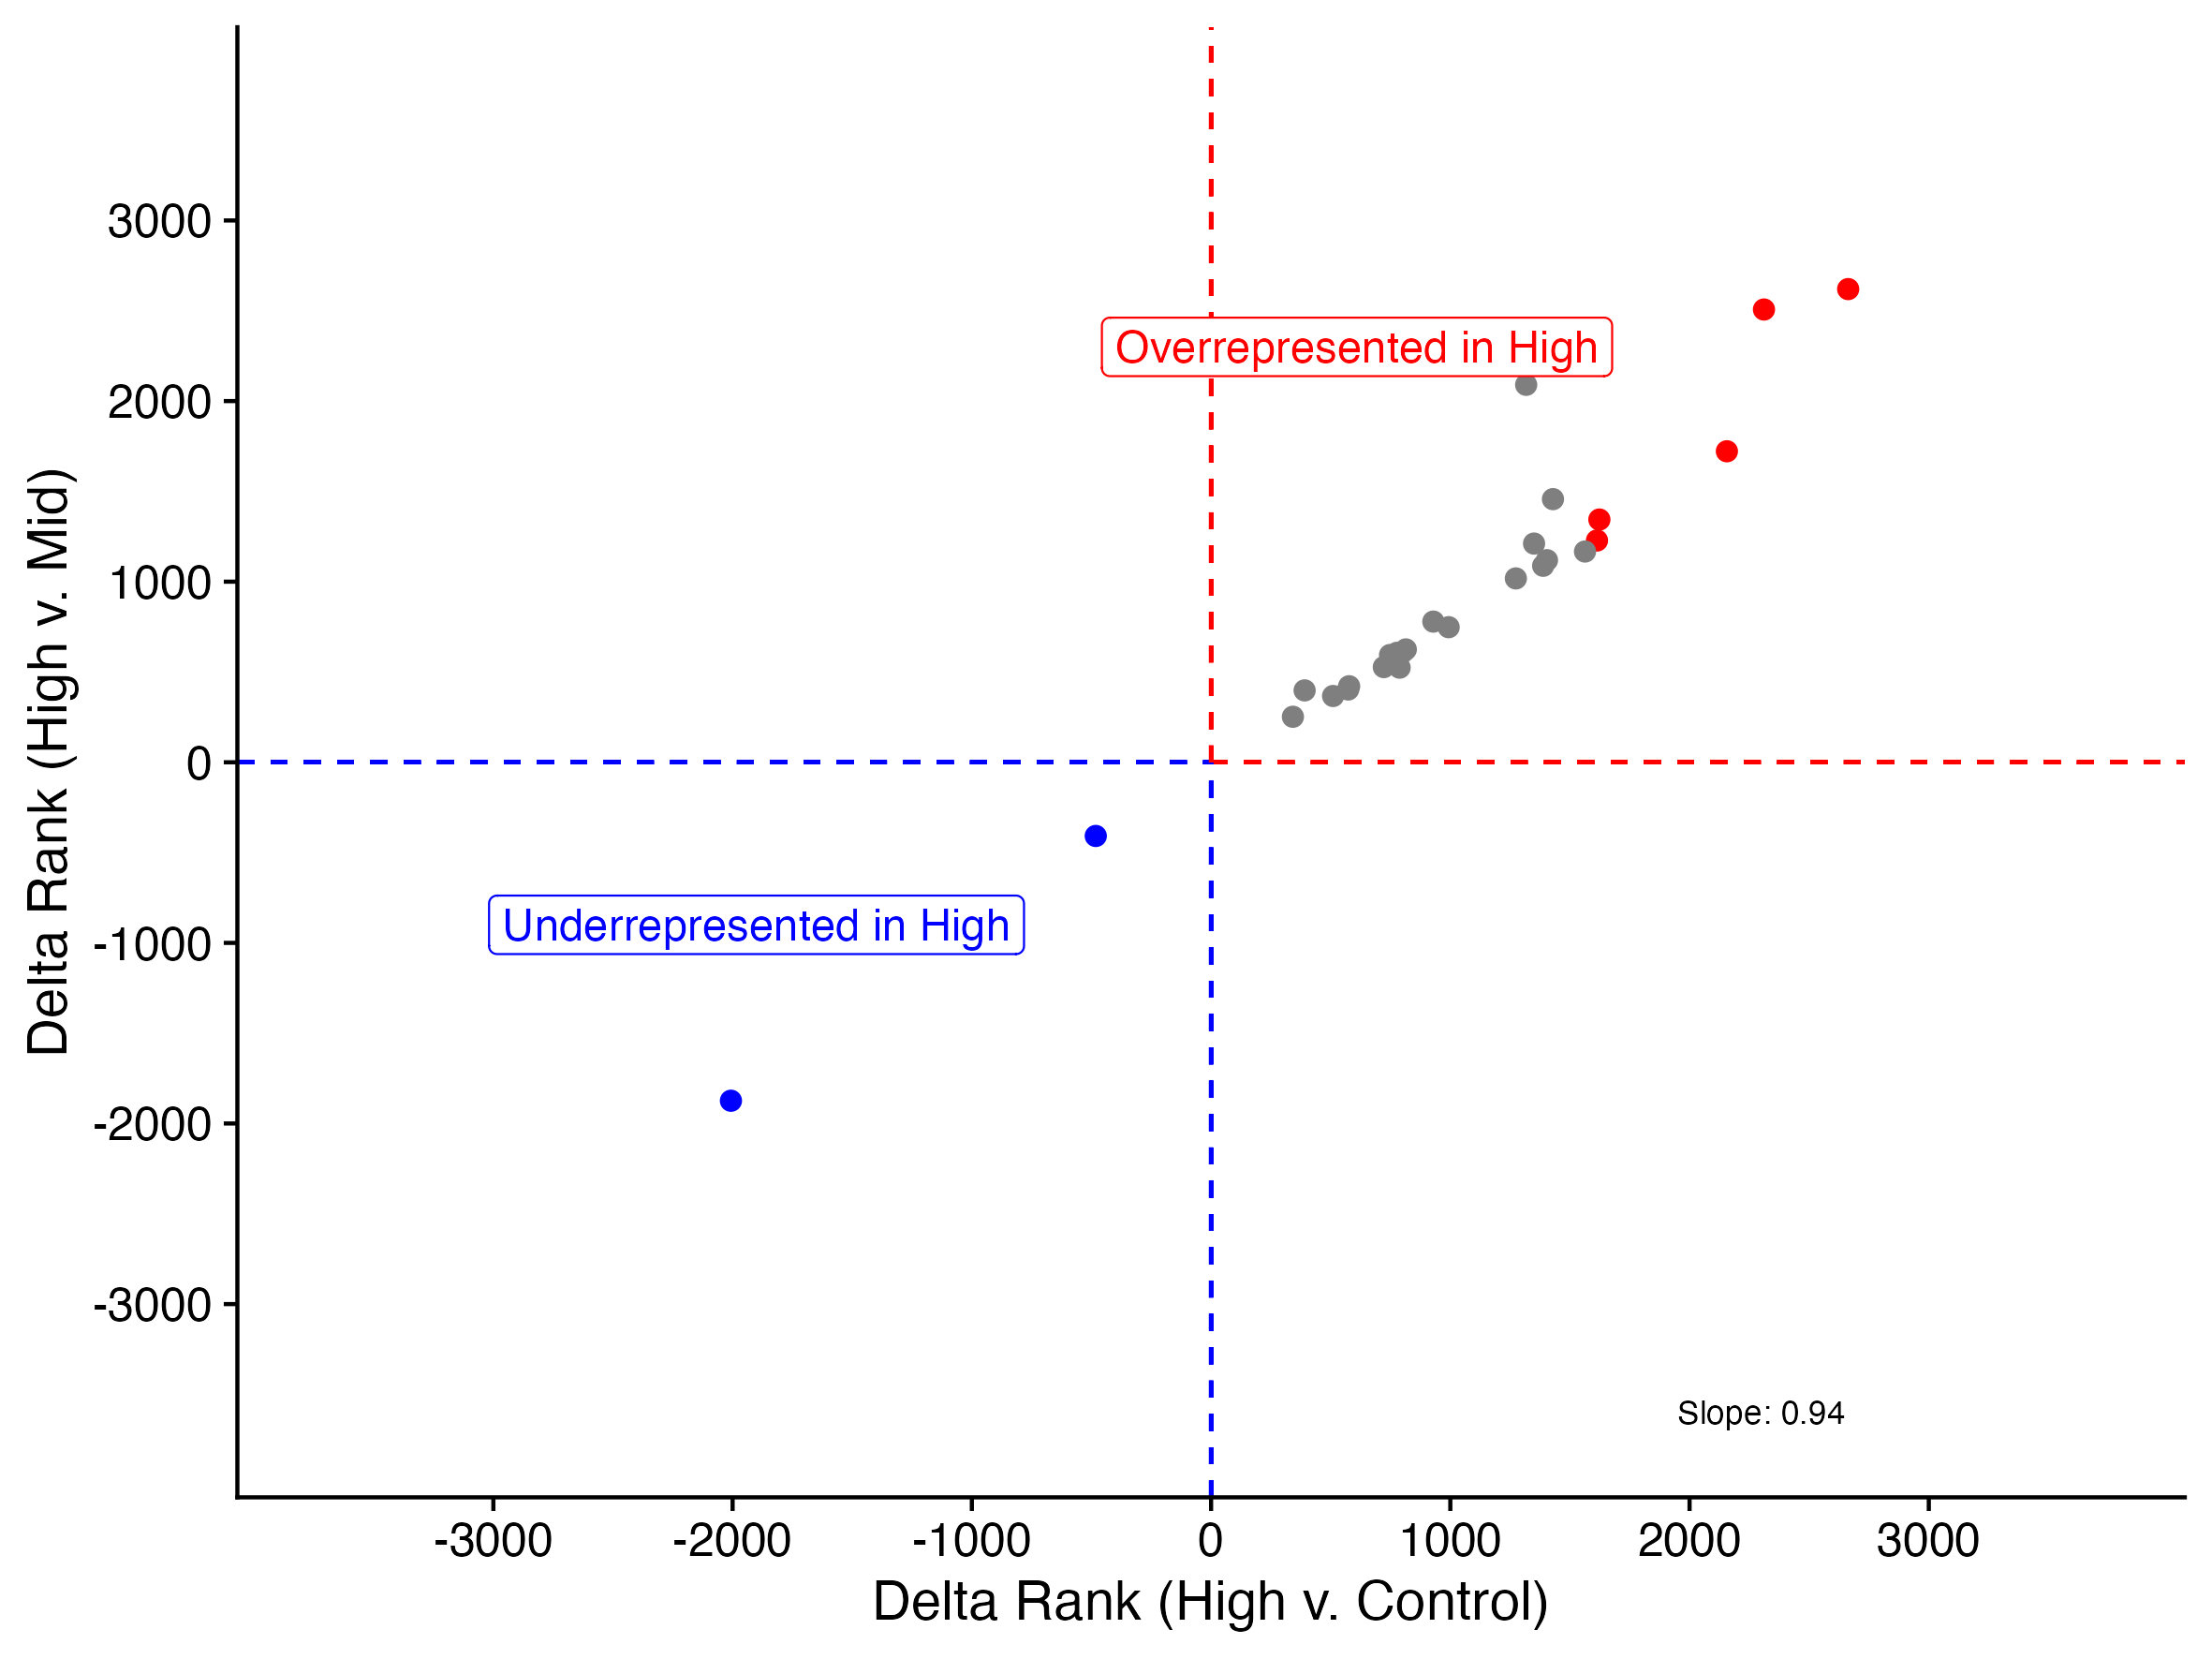 3000
2000
1000
0
-1000
-2000
-3000
Delta Rank (High v. Mid)
Overrepresented in High
Underrepresented in High
Slope: 0.94
-3000 -2000 -1000 0 1000 2000 3000
Delta Rank (High v. Control)